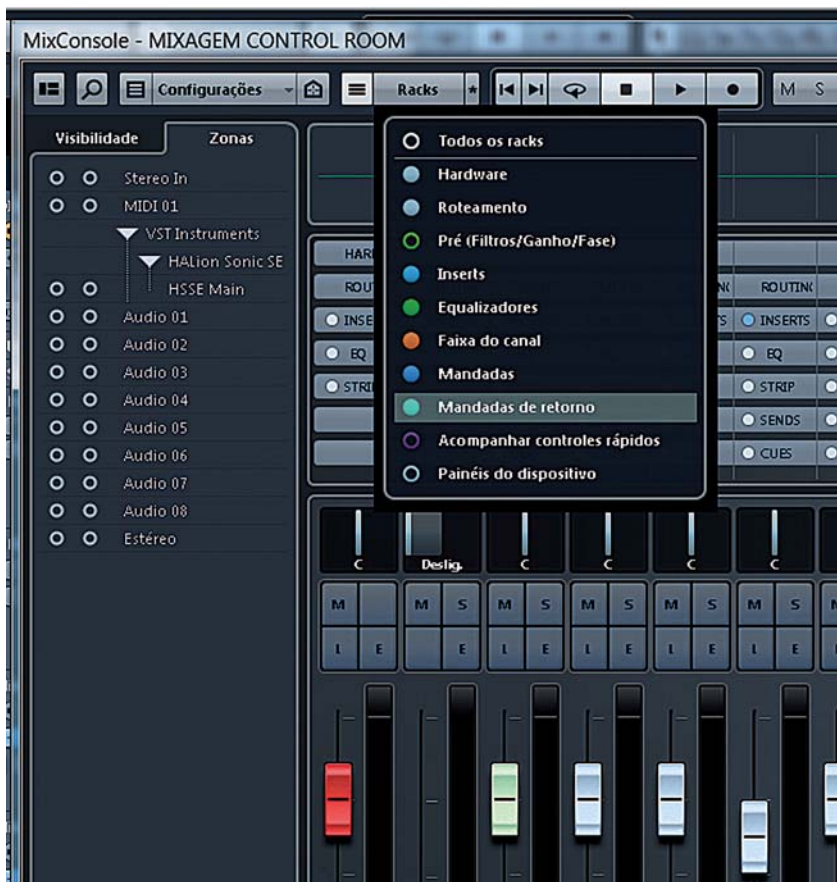 MixConsole - MIXAGEM CONTROL ROOM
Configurações Racks * M S
Visibilidade Zonas
Stereo In
MIDI 01
VST Instruments
HALion Sonic SE
HSSE Main
Audio 01
Audio 02
Audio 03
Audio 04
Audio 05
Audio 06
Audio 07
Audio 08
Estéreo
Todos os racks
Hardware
Roteamento
Pré (Filtros/Ganho/Fase)
Inserts
Equalizadores
Faixa do canal
Mandadas
Mandadas de retorno
Acompanhar controles rápidos
Painéis do dispositivo
INSERTS
EQ
STRIP
SENDS
CUES
EQ
C Deslig. C C C C
M M S M S M S M S M S
L E E L E L E L E L E